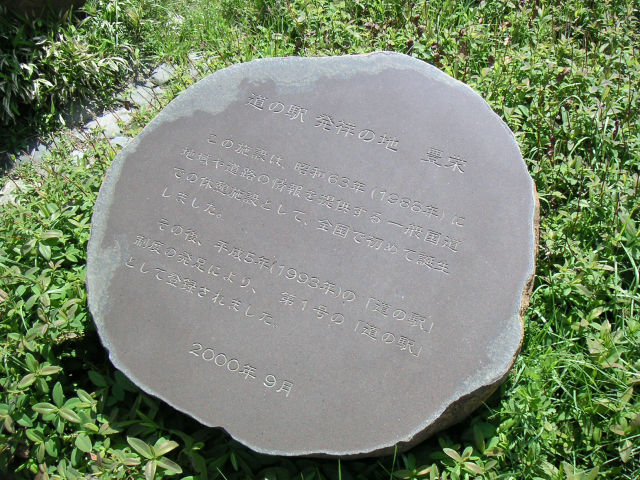 道の駅 発祥の地 豊栄
この施設は、昭和63年(1988年)に
地域や道路の情報を提供する一般国道
での休憩施設として、全国で初めて誕生
しました。
その後、平成5年(1993年)の「道の駅」
制度の発足により、第1号の「道の駅」
として登録されました。
2000年 9月